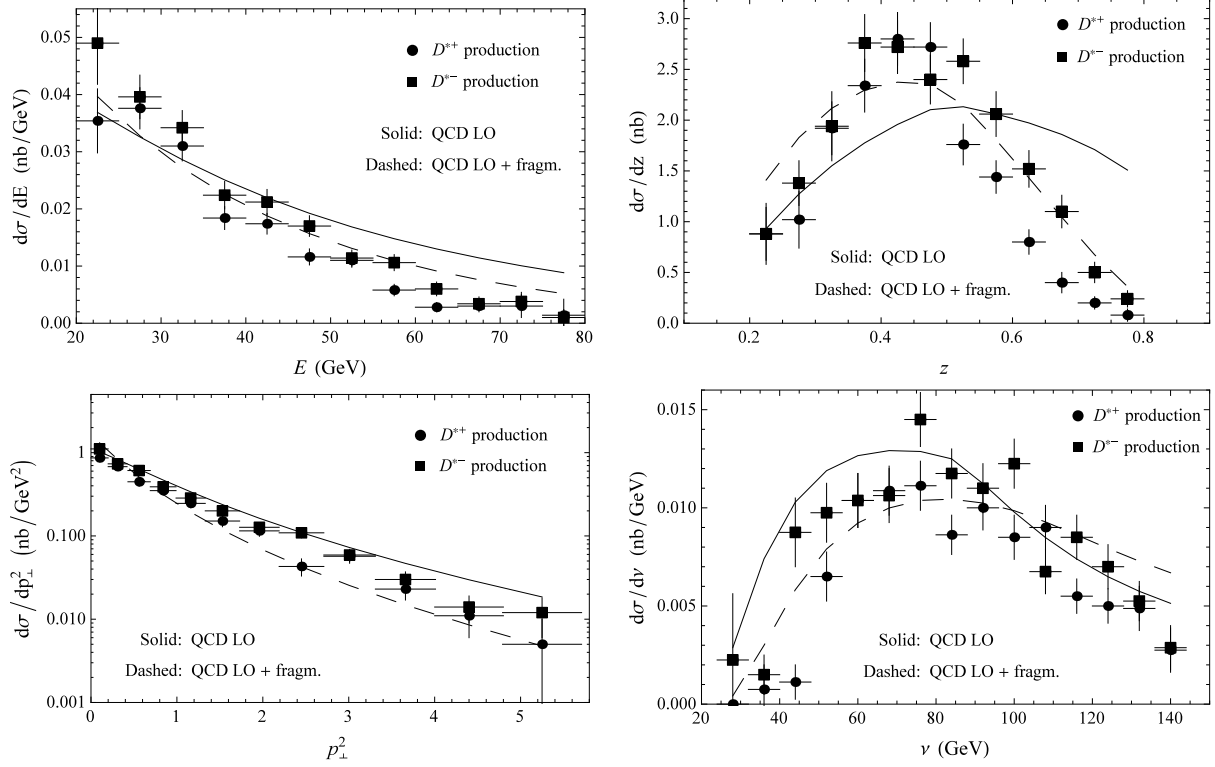 0.05
0.04
0.03
0.02
0.01
0.00
dσ/dE (nb/GeV)
D*+ production
D*− production
Solid: QCD LO
Dashed: QCD LO + fragm.
20 30 40 50 60 70 80
E (GeV)
3.0
2.5
2.0
1.5
1.0
0.5
0.0
dσ/dz (nb)
D*+ production
D*− production
Solid: QCD LO
Dashed: QCD LO + fragm.
0.2 0.4 0.6 0.8
z
1
0.100
0.010
0.001
dσ/dp⊥² (nb/GeV²)
D*+ production
D*− production
Solid: QCD LO
Dashed: QCD LO + fragm.
0 1 2 3 4 5
p⊥²
0.015
0.010
0.005
0.000
dσ/dν (nb/GeV)
D*+ production
D*− production
Solid: QCD LO
Dashed: QCD LO + fragm.
20 40 60 80 100 120 140
ν (GeV)